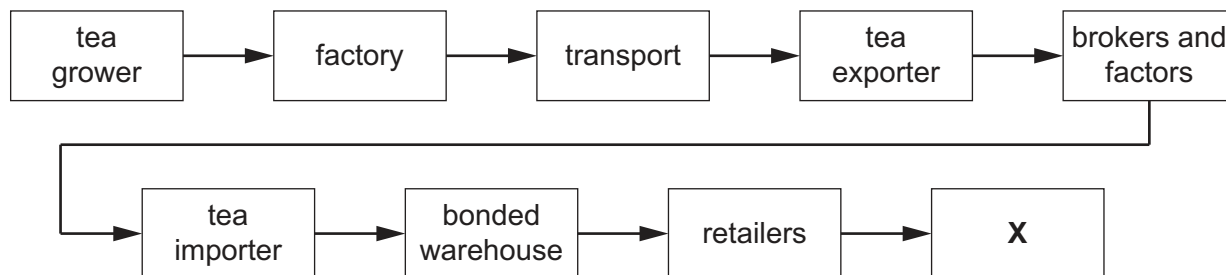 tea
grower
factory
transport
tea
exporter
brokers and
factors
tea
importer
bonded
warehouse
retailers
X